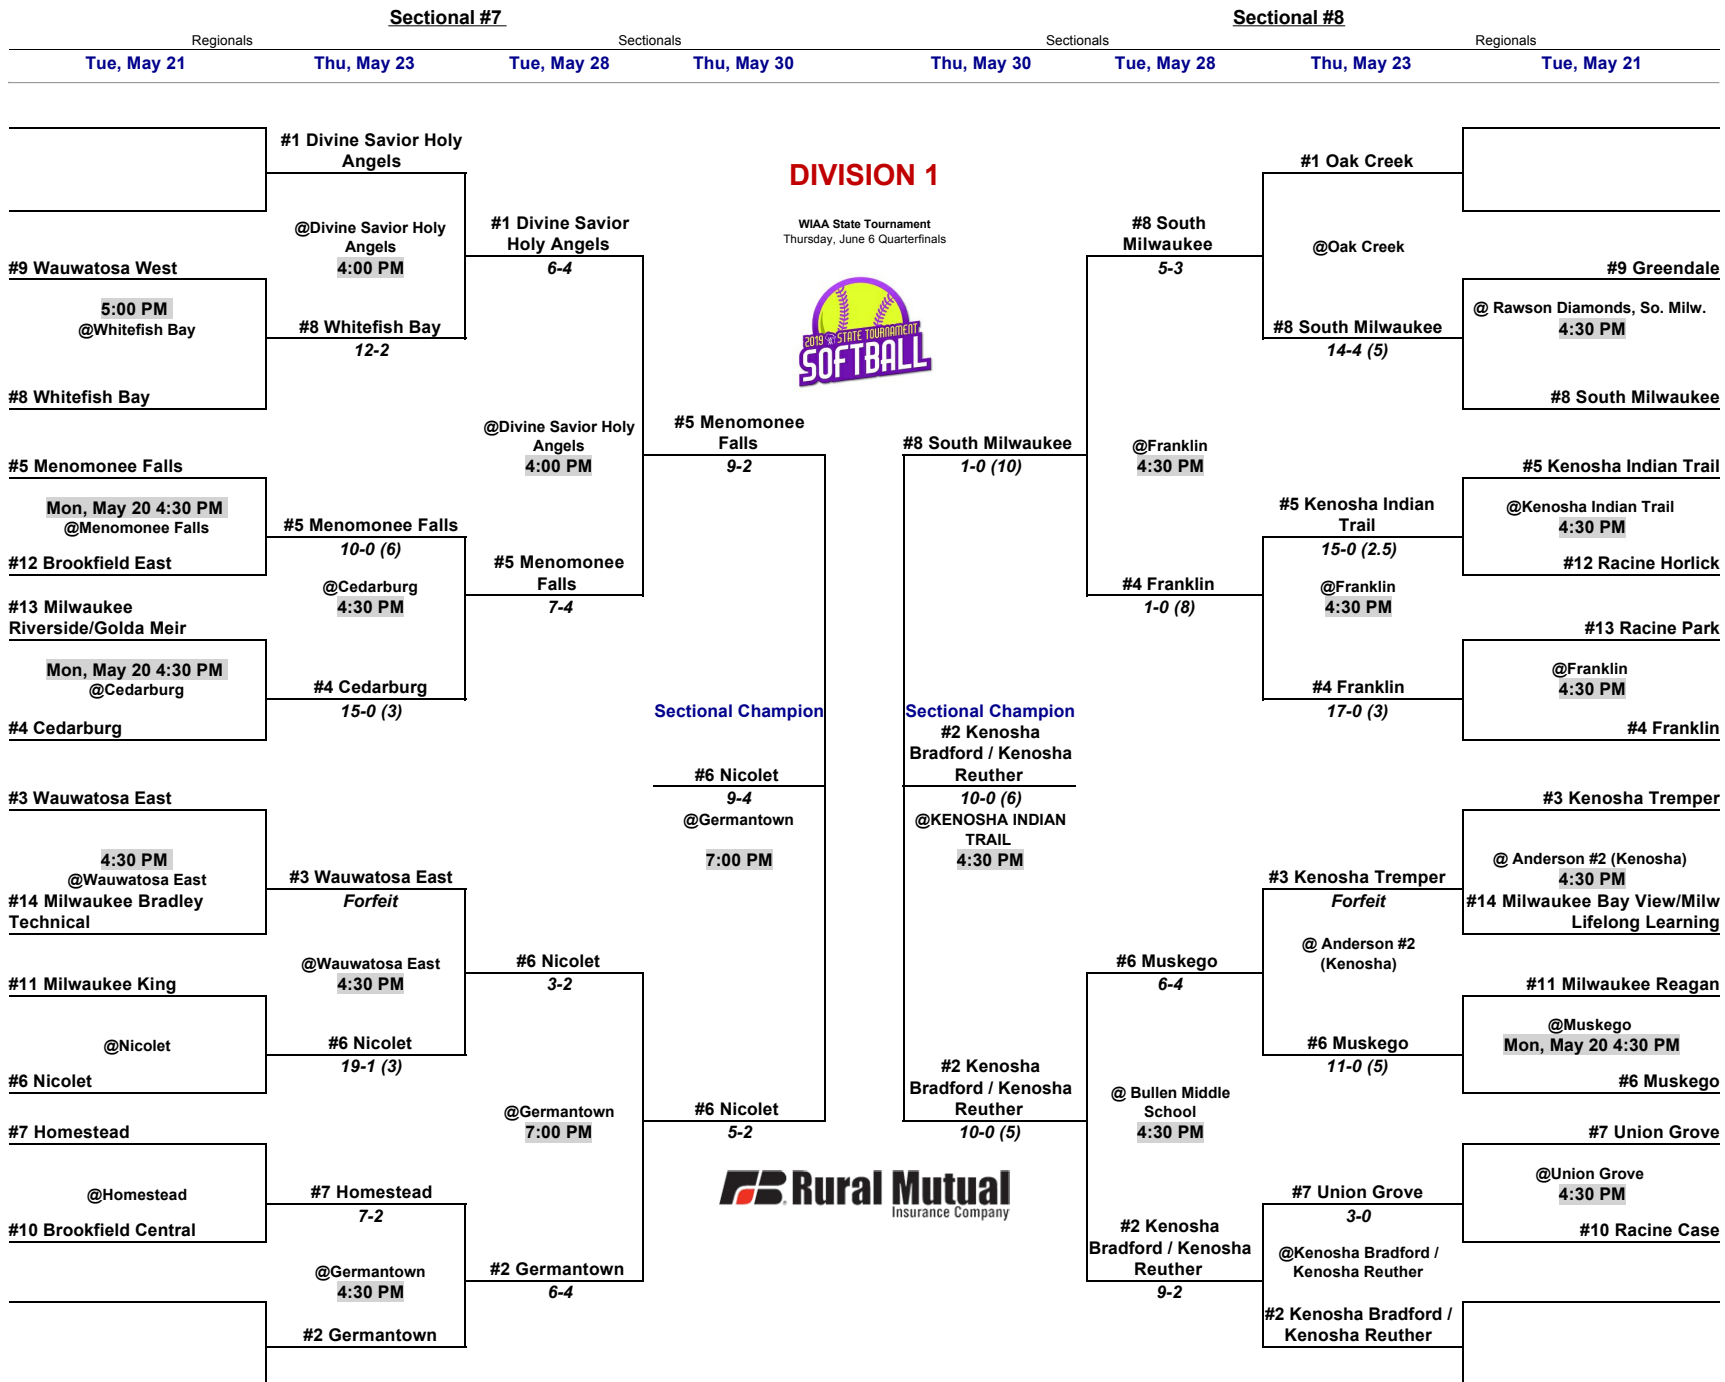 Sectional #7
Sectional #8
Regionals
Sectionals
Sectionals
Regionals
Tue, May 21
Thu, May 23
Tue, May 28
Thu, May 30
Thu, May 30
Tue, May 28
Thu, May 23
Tue, May 21
#9 Wauwatosa West
5:00 PM
@Whitefish Bay
#8 Whitefish Bay
#5 Menomonee Falls
Mon, May 20 4:30 PM
@Menomonee Falls
#12 Brookfield East
#13 Milwaukee
Riverside/Golda Meir
Mon, May 20 4:30 PM
@Cedarburg
#4 Cedarburg
#3 Wauwatosa East
4:30 PM
@Wauwatosa East
#14 Milwaukee Bradley
Technical
#11 Milwaukee King
@Nicolet
#6 Nicolet
#7 Homestead
@Homestead
#10 Brookfield Central
#1 Divine Savior Holy
Angels
@Divine Savior Holy
Angels
4:00 PM
#8 Whitefish Bay
12-2
#5 Menomonee Falls
10-0 (6)
@Cedarburg
4:30 PM
#4 Cedarburg
15-0 (3)
#3 Wauwatosa East
Forfeit
@Wauwatosa East
4:30 PM
#6 Nicolet
19-1 (3)
#7 Homestead
7-2
@Germantown
4:30 PM
#2 Germantown
#1 Divine Savior
Holy Angels
6-4
@Divine Savior Holy
Angels
4:00 PM
#5 Menomonee
Falls
7-4
#6 Nicolet
3-2
@Germantown
7:00 PM
#2 Germantown
6-4
#5 Menomonee
Falls
9-2
Sectional Champion
#6 Nicolet
9-4
@Germantown
7:00 PM
#6 Nicolet
5-2
DIVISION 1
WIAA State Tournament
Thursday, June 6 Quarterfinals
2019 STATE TOURNAMENT
SOFTBALL
Rural Mutual
Insurance Company
#8 South Milwaukee
1-0 (10)
Sectional Champion
#2 Kenosha
Bradford / Kenosha
Reuther
10-0 (6)
@KENOSHA INDIAN
TRAIL
4:30 PM
#2 Kenosha
Bradford / Kenosha
Reuther
10-0 (5)
#8 South
Milwaukee
5-3
@Franklin
4:30 PM
#4 Franklin
1-0 (8)
#6 Muskego
6-4
@ Bullen Middle
School
4:30 PM
#2 Kenosha
Bradford / Kenosha
Reuther
9-2
#1 Oak Creek
@Oak Creek
#8 South Milwaukee
14-4 (5)
#5 Kenosha Indian
Trail
15-0 (2.5)
@Franklin
4:30 PM
#4 Franklin
17-0 (3)
#3 Kenosha Tremper
Forfeit
@ Anderson #2
(Kenosha)
#6 Muskego
11-0 (5)
#7 Union Grove
3-0
@Kenosha Bradford /
Kenosha Reuther
#2 Kenosha Bradford /
Kenosha Reuther
#9 Greendale
@ Rawson Diamonds, So. Milw.
4:30 PM
#8 South Milwaukee
#5 Kenosha Indian Trail
@Kenosha Indian Trail
4:30 PM
#12 Racine Horlick
#13 Racine Park
@Franklin
4:30 PM
#4 Franklin
#3 Kenosha Tremper
@ Anderson #2 (Kenosha)
4:30 PM
#14 Milwaukee Bay View/Milw
Lifelong Learning
#11 Milwaukee Reagan
@Muskego
Mon, May 20 4:30 PM
#6 Muskego
#7 Union Grove
@Union Grove
4:30 PM
#10 Racine Case